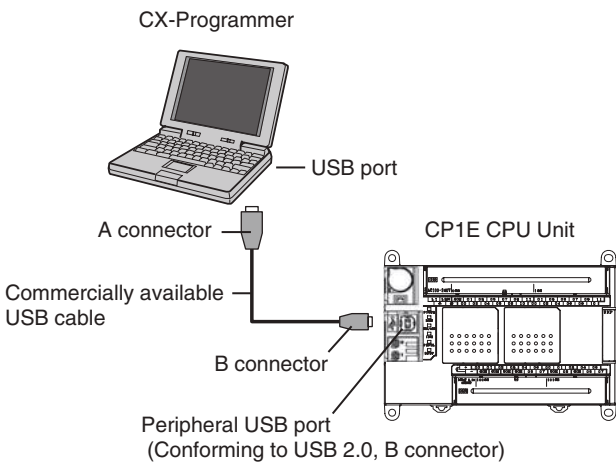 CX-Programmer
USB port
A connector
CP1E CPU Unit
Commercially available
USB cable
B connector
Peripheral USB port
(Conforming to USB 2.0, B connector)